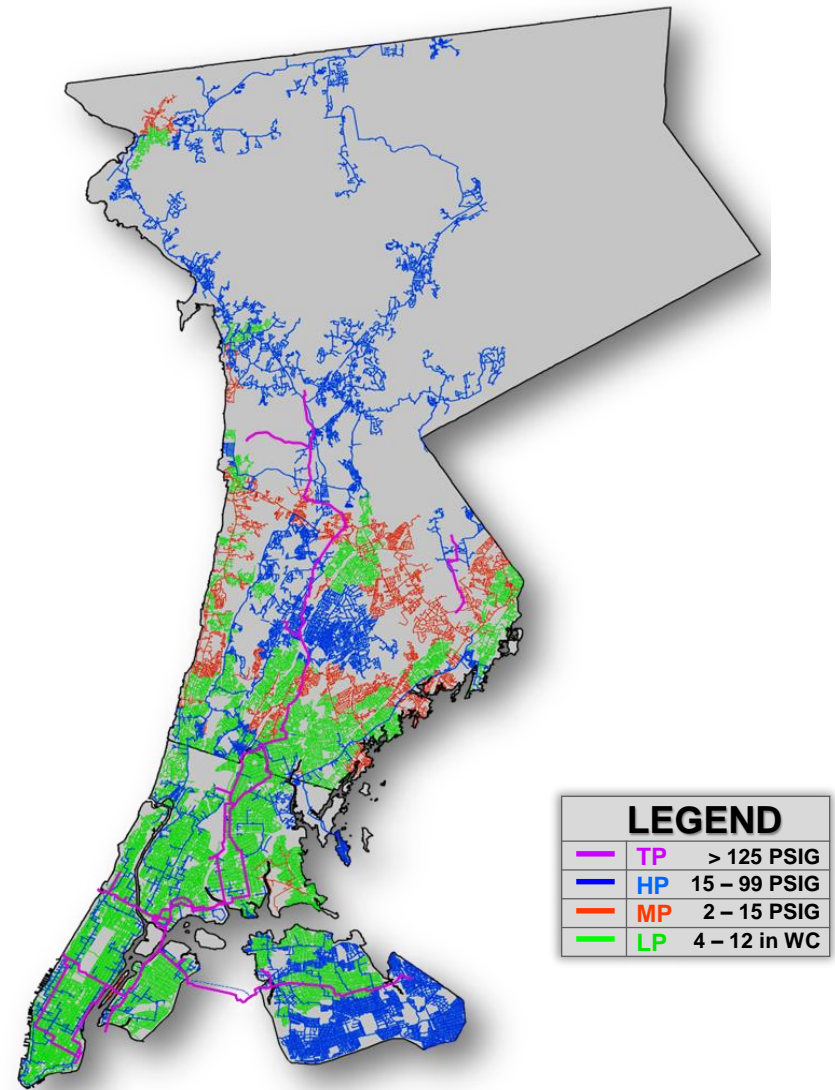 LEGEND
TP > 125 PSIG
HP 15 – 99 PSIG
MP 2 – 15 PSIG
LP 4 – 12 in WC